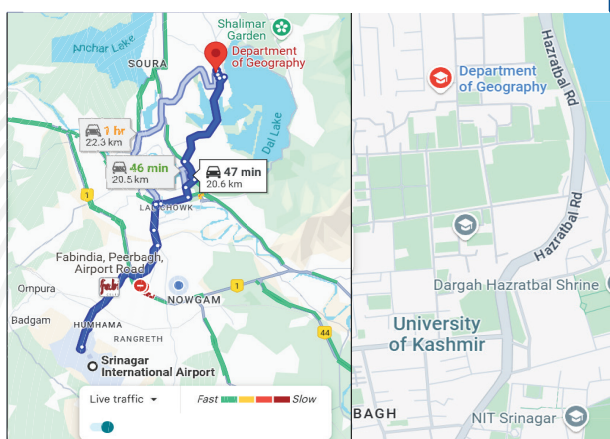 Shalimar
Garden
Anchar Lake
SOURA
Department
of Geography
Dal Lake
1 hr
22.3 km
46 min
20.5 km
47 min
20.6 km
1
LAL CHOWK
Fabindia, Peerbagh,
Airport Road
fab
Ompura
NOWGAM
1
Badgam
HUMHAMA
RANGRETH
44
Srinagar
International Airport
Live traffic
Fast
Slow
Hazratbal Rd
Department
of Geography
Hazratbal Rd
Dargah Hazratbal Shrine
University
of Kashmir
BAGH
NIT Srinagar